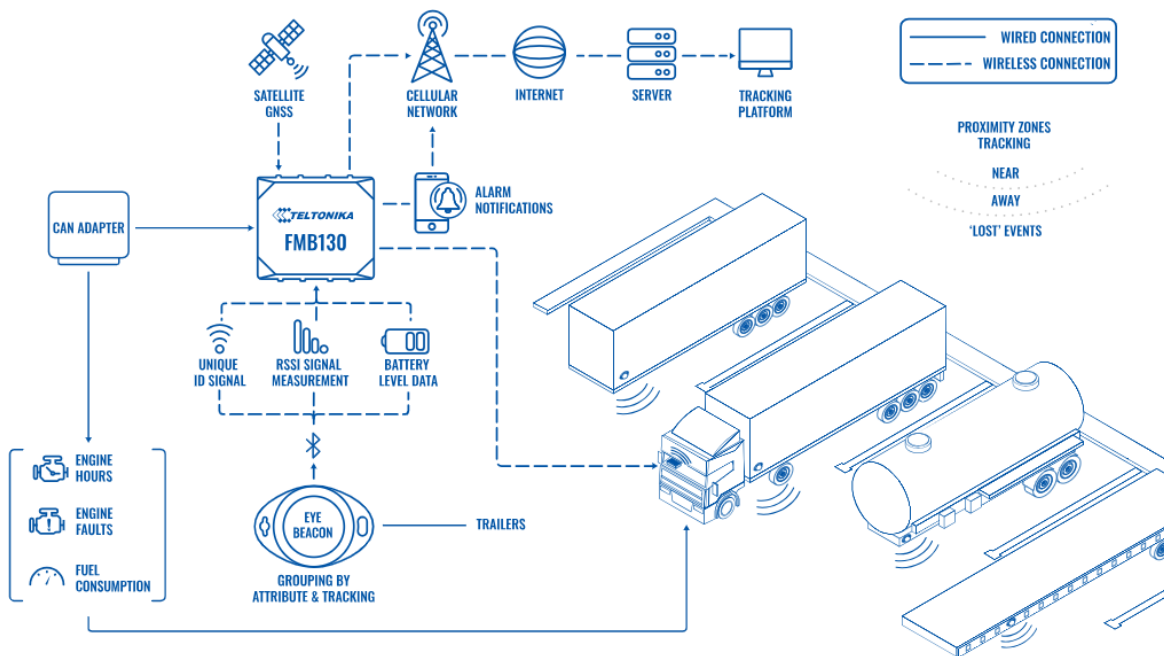 SATELLITE
GNSS
CELLULAR
NETWORK
INTERNET
SERVER
TRACKING
PLATFORM
WIRED CONNECTION
WIRELESS CONNECTION
PROXIMITY ZONES
TRACKING
NEAR
AWAY
'LOST' EVENTS
CAN ADAPTER
TELTONIKA
FMB130
ALARM
NOTIFICATIONS
UNIQUE
ID SIGNAL
RSSI SIGNAL
MEASUREMENT
BATTERY
LEVEL DATA
ENGINE
HOURS
ENGINE
FAULTS
FUEL
CONSUMPTION
EYE
BEACON
TRAILERS
GROUPING BY
ATTRIBUTE & TRACKING